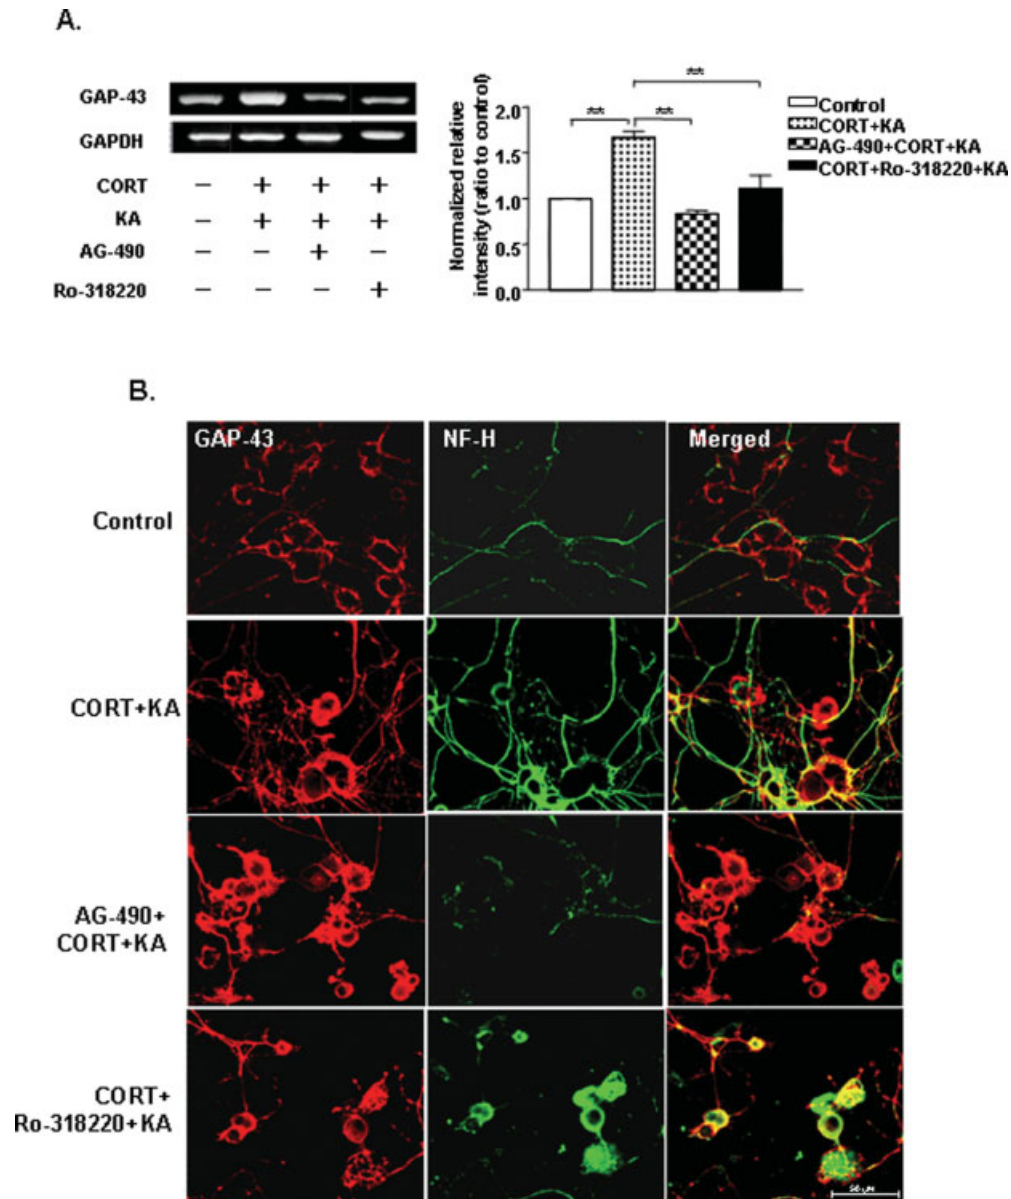 A.
GAP-43
GAPDH
CORT − + + +
KA − + + +
AG-490 − − + −
Ro-318220 − − − +
Normalized relative
intensity (ratio to control)
2.0
1.5
1.0
0.5
0.0
** ** **
Control
CORT+KA
AG-490+CORT+KA
CORT+Ro-318220+KA
B.
GAP-43 NF-H Merged
Control
CORT+KA
AG-490+
CORT+KA
CORT+
Ro-318220+KA